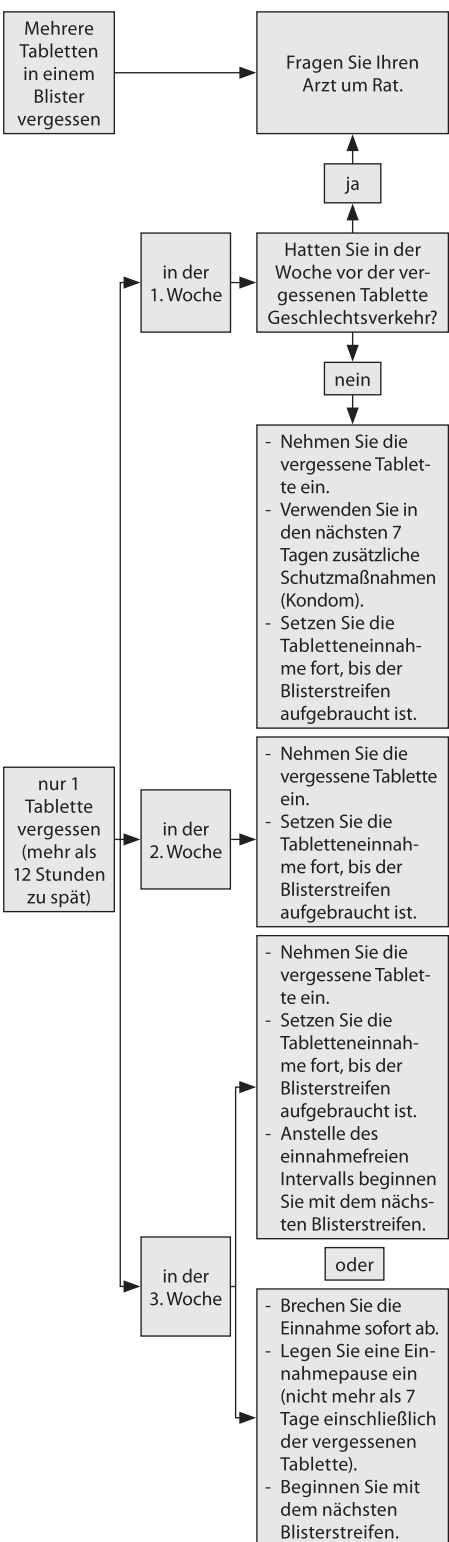 Mehrere
Tabletten
in einem
Blister
vergessen
Fragen Sie Ihren
Arzt um Rat.
ja
in der
1. Woche
Hatten Sie in der
Woche vor der ver-
gessenen Tablette
Geschlechtsverkehr?
nein
- Nehmen Sie die
vergessene Tablet-
te ein.
- Verwenden Sie in
den nächsten 7
Tagen zusätzliche
Schutzmaßnahmen
(Kondom).
- Setzen Sie die
Tabletteneinnah-
me fort, bis der
Blisterstreifen
aufgebraucht ist.
nur 1
Tablette
vergessen
(mehr als
12 Stunden
zu spät)
in der
2. Woche
- Nehmen Sie die
vergessene Tablette
ein.
- Setzen Sie die
Tabletteneinnah-
me fort, bis der
Blisterstreifen
aufgebraucht ist.
in der
3. Woche
- Nehmen Sie die
vergessene Tablet-
te ein.
- Setzen Sie die
Tabletteneinnah-
me fort, bis der
Blisterstreifen
aufgebraucht ist.
- Anstelle des
einnahmefreien
Intervalls beginnen
Sie mit dem nächs-
ten Blisterstreifen.
oder
- Brechen Sie die
Einnahme sofort ab.
- Legen Sie eine Ein-
nahmepause ein
(nicht mehr als 7
Tage einschließlich
der vergessenen
Tablette).
- Beginnen Sie mit
dem nächsten
Blisterstreifen.